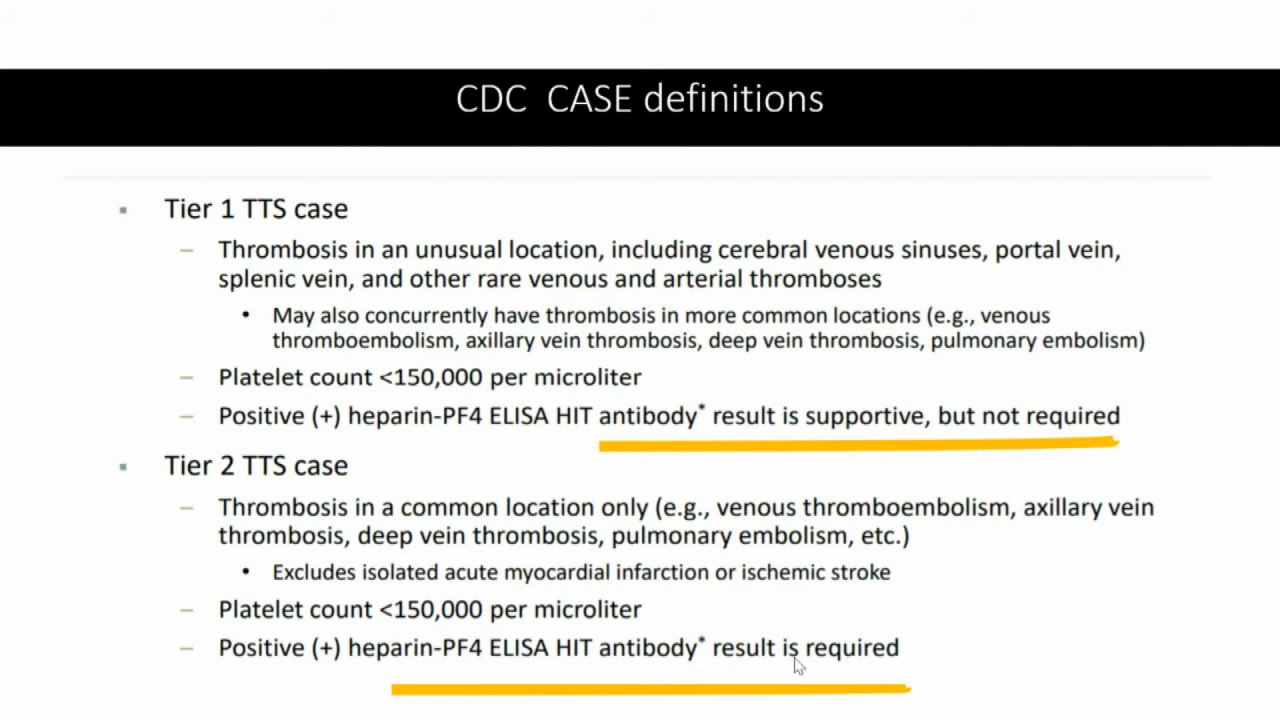 CDC CASE definitions
▪ Tier 1 TTS case
– Thrombosis in an unusual location, including cerebral venous sinuses, portal vein,
splenic vein, and other rare venous and arterial thromboses
• May also concurrently have thrombosis in more common locations (e.g., venous
thromboembolism, axillary vein thrombosis, deep vein thrombosis, pulmonary embolism)
– Platelet count <150,000 per microliter
– Positive (+) heparin-PF4 ELISA HIT antibody* result is supportive, but not required
▪ Tier 2 TTS case
– Thrombosis in a common location only (e.g., venous thromboembolism, axillary vein
thrombosis, deep vein thrombosis, pulmonary embolism, etc.)
• Excludes isolated acute myocardial infarction or ischemic stroke
– Platelet count <150,000 per microliter
– Positive (+) heparin-PF4 ELISA HIT antibody* result is required